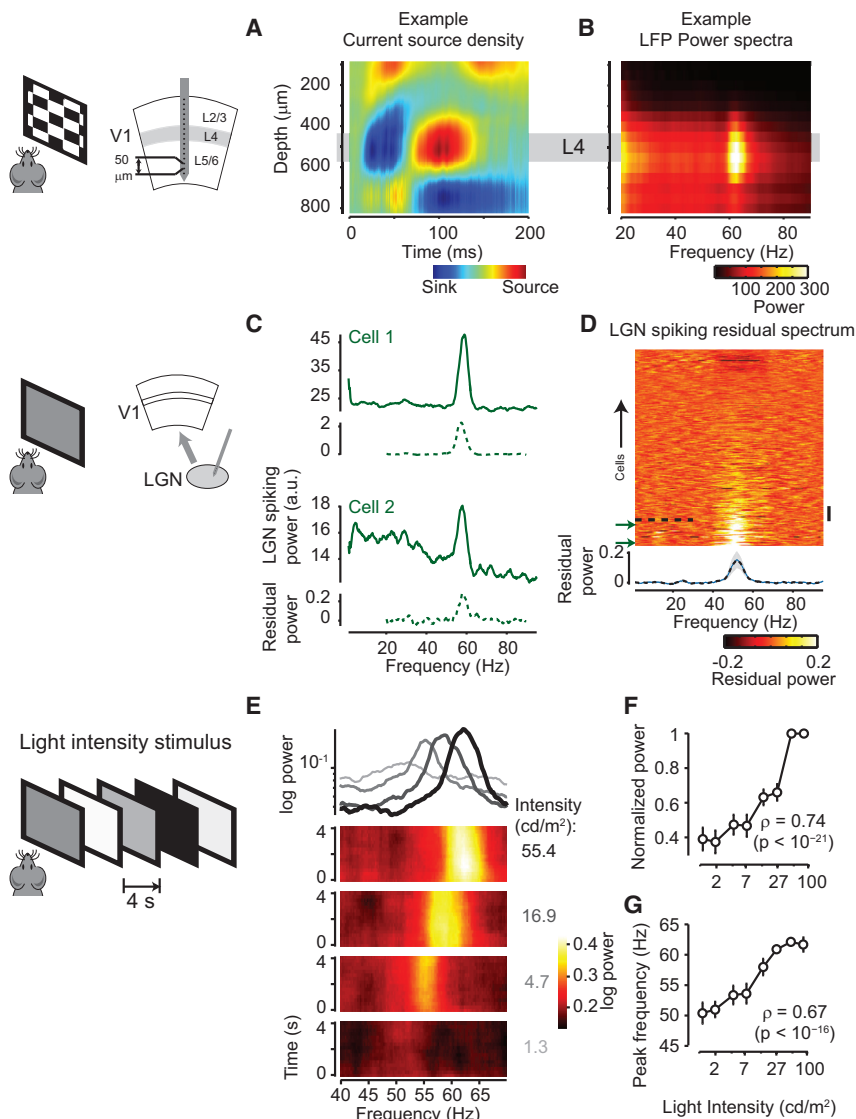 A
Example
Current source density
B
Example
LFP Power spectra
V1
L2/3
L4
L5/6
50
μm
Depth (μm)
200
400
600
800
0 100 200
Time (ms)
Sink Source
L4
20 40 60 80
Frequency (Hz)
100 200 300
Power
C
Cell 1
45
35
25
2
0
Cell 2
18
16
14
12
0.2
0
LGN spiking
power (a.u.)
Residual
power
20 40 60 80
Frequency (Hz)
V1
LGN
D
LGN spiking residual spectrum
Cells
I
0.2
0
Residual
power
20 40 60 80
Frequency (Hz)
-0.2 0.2
Residual power
Light intensity stimulus
4 s
E
log power
10⁻¹
Intensity
(cd/m²):
55.4
16.9
4.7
1.3
4
0
4
0
4
0
4
0
Time (s)
40 45 50 55 60 65
Frequency (Hz)
0.4
0.3
0.2
log power
F
Normalized power
1
0.8
0.6
0.4
ρ = 0.74
(p < 10⁻²¹)
2 7 27 100
G
Peak frequency (Hz)
65
60
55
50
45
ρ = 0.67
(p < 10⁻¹⁶)
2 7 27 100
Light Intensity (cd/m²)